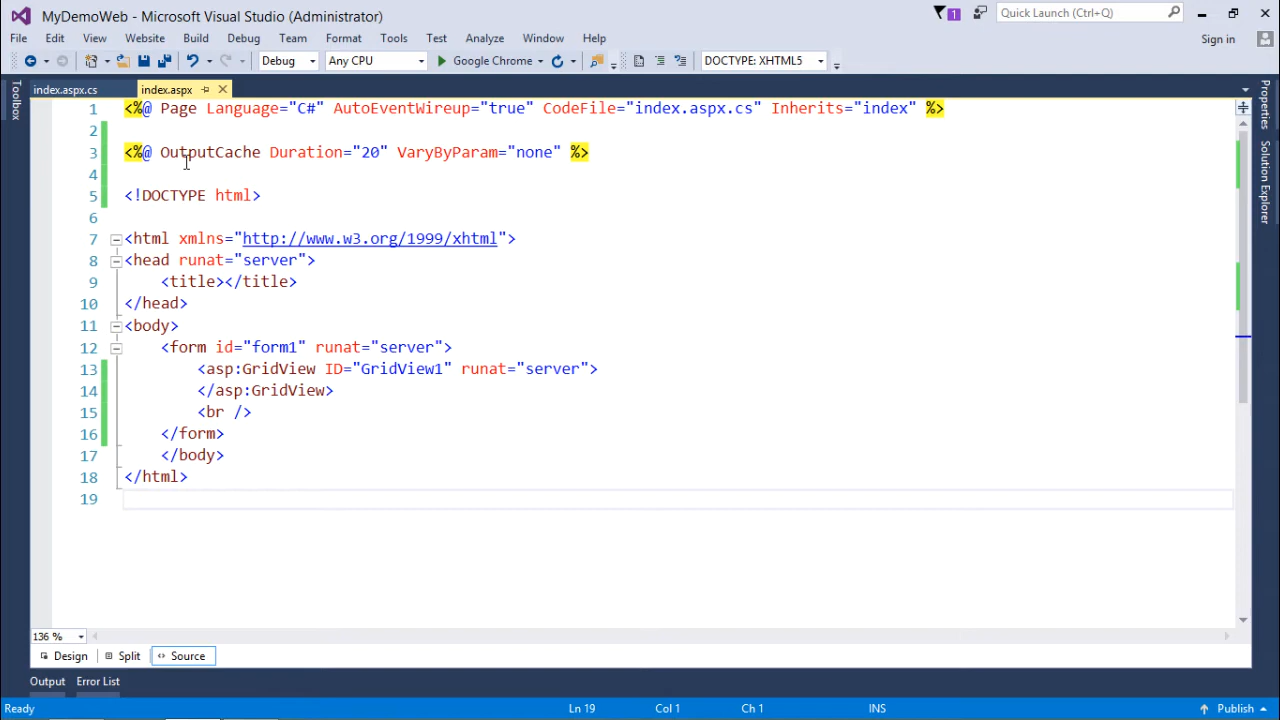 MyDemoWeb - Microsoft Visual Studio (Administrator)
1
Quick Launch (Ctrl+Q)
File Edit View Website Build Debug Team Format Tools Test Analyze Window Help
Sign in
Debug Any CPU Google Chrome DOCTYPE: XHTML5
index.aspx.cs index.aspx
Toolbox
Properties
Solution Explorer
1 <%@ Page Language="C#" AutoEventWireup="true" CodeFile="index.aspx.cs" Inherits="index" %>
2
3 <%@ OutputCache Duration="20" VaryByParam="none" %>
4
5 <!DOCTYPE html>
6
7 <html xmlns="http://www.w3.org/1999/xhtml">
8 <head runat="server">
9 <title></title>
10 </head>
11 <body>
12 <form id="form1" runat="server">
13 <asp:GridView ID="GridView1" runat="server">
14 </asp:GridView>
15 <br />
16 </form>
17 </body>
18 </html>
19
136 %
Design Split Source
Output Error List
Ready Ln 19 Col 1 Ch 1 INS Publish